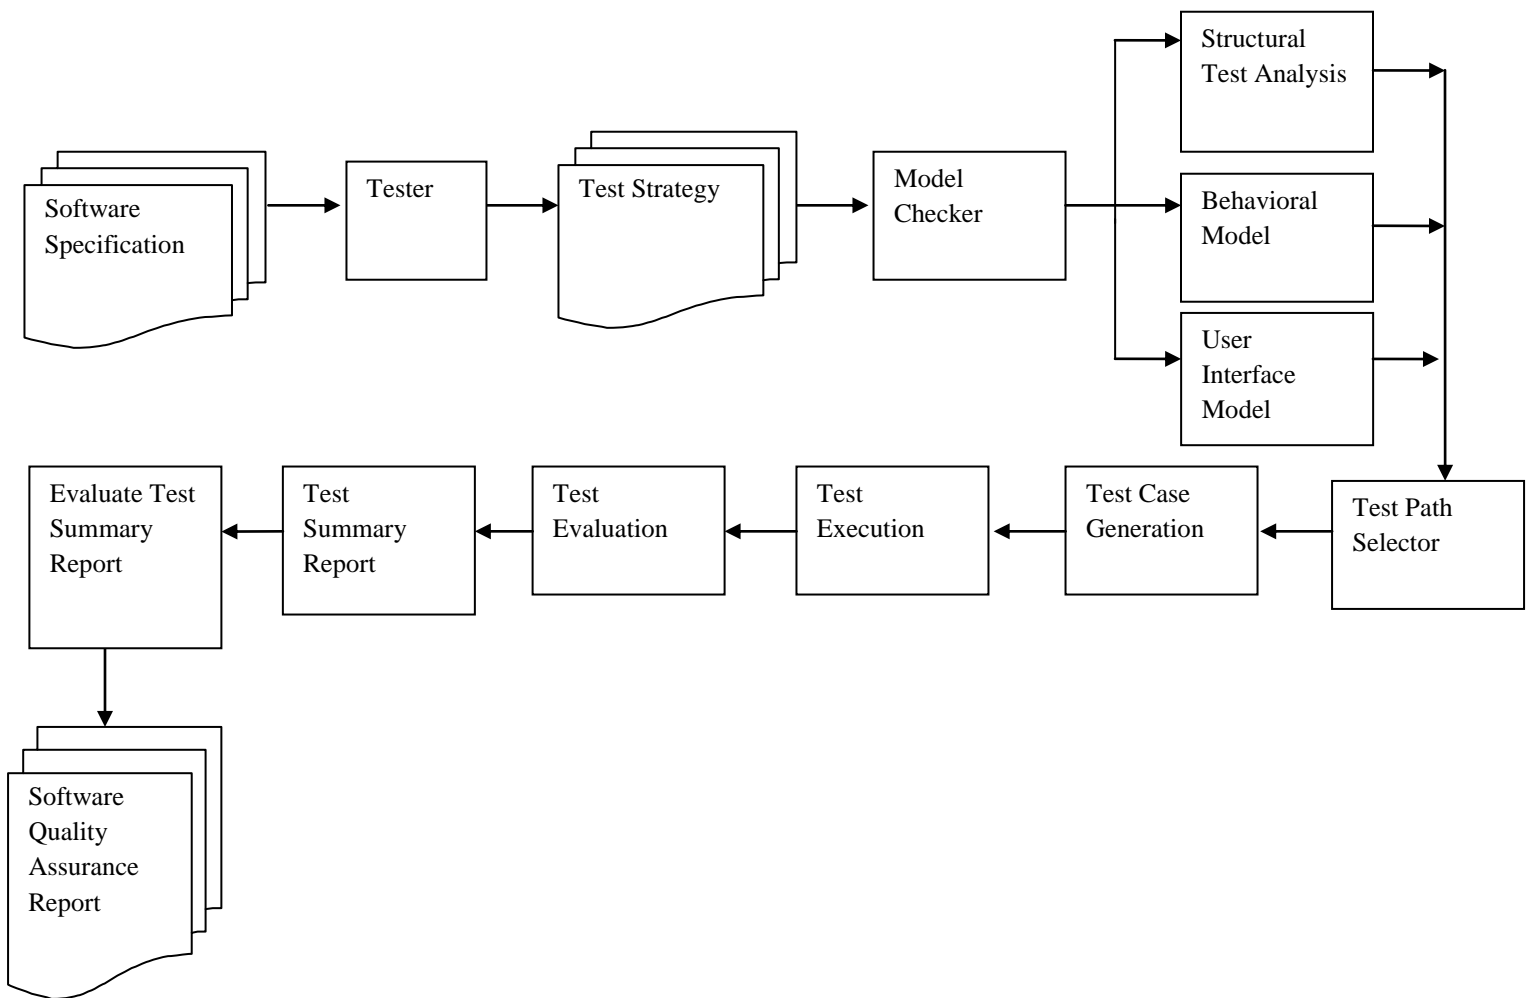 Software
Specification
Tester
Test Strategy
Model
Checker
Structural
Test Analysis
Behavioral
Model
User
Interface
Model
Evaluate Test
Summary
Report
Test
Summary
Report
Test
Evaluation
Test
Execution
Test Case
Generation
Test Path
Selector
Software
Quality
Assurance
Report